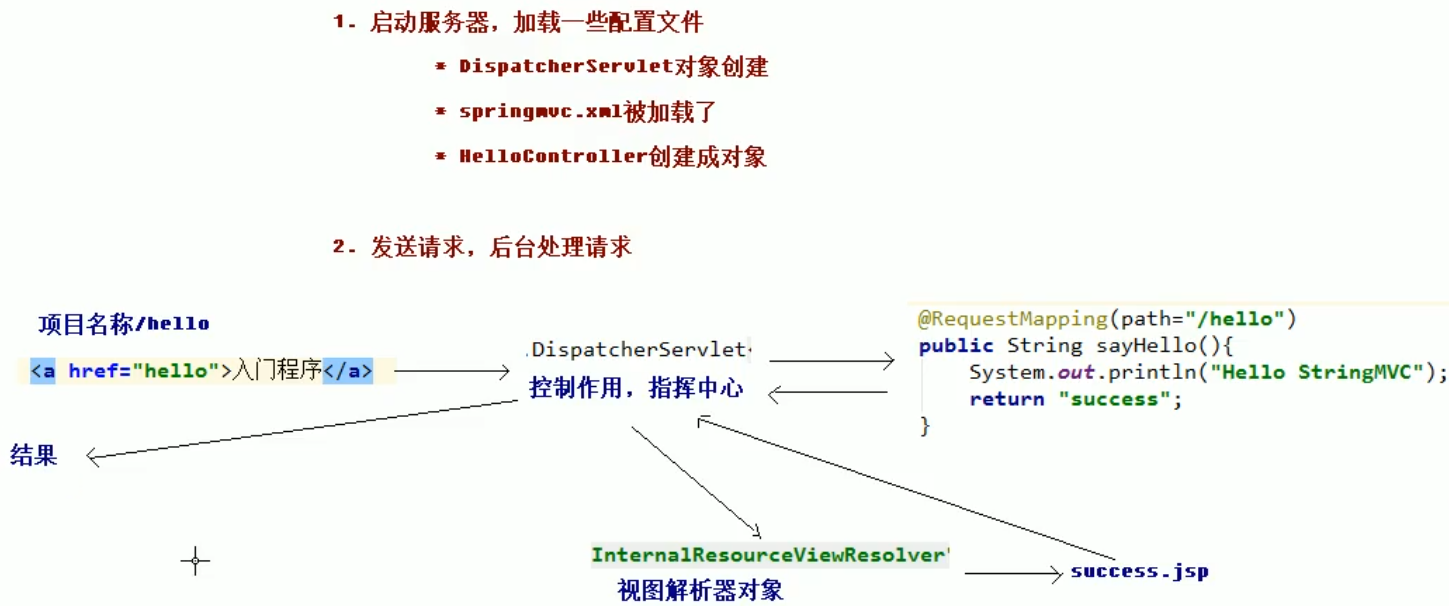 1. 启动服务器，加载一些配置文件
* DispatcherServlet对象创建
* springmvc.xml被加载了
* HelloController创建成对象
2. 发送请求，后台处理请求
项目名称/hello
<a href="hello">入门程序</a>
.DispatcherServlet
控制作用，指挥中心
@RequestMapping(path="/hello")
public String sayHello(){
System.out.println("Hello StringMVC");
return "success";
}
结果
InternalResourceViewResolver"
视图解析器对象
success.jsp